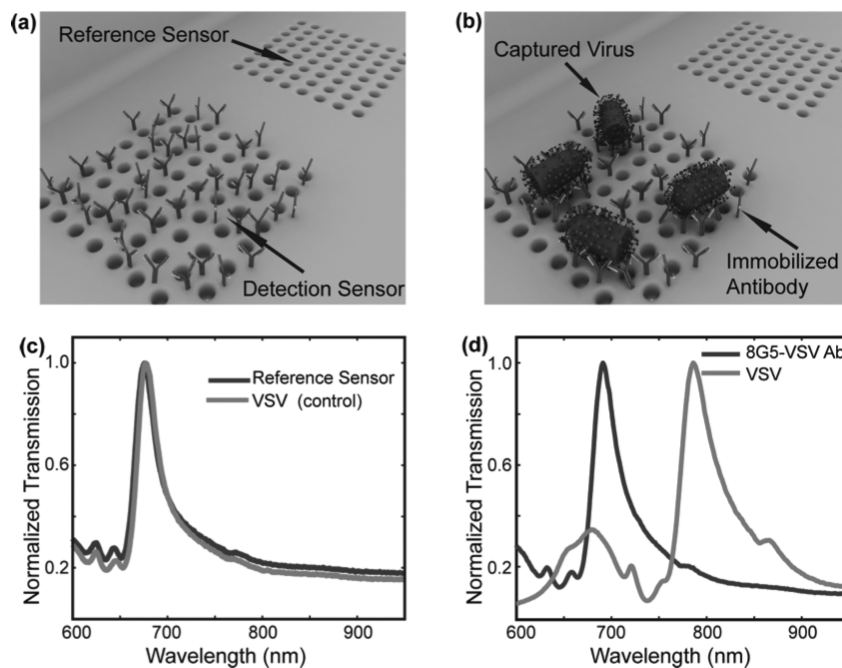 (a)
Reference Sensor
Detection Sensor
(b)
Captured Virus
Immobilized
Antibody
(c)
1.0
0.6
0.2
Normalized Transmission
Reference Sensor
VSV (control)
600 700 800 900
Wavelength (nm)
(d)
1.0
0.6
0.2
Normalized Transmission
8G5-VSV Ab
VSV
600 700 800 900
Wavelength (nm)